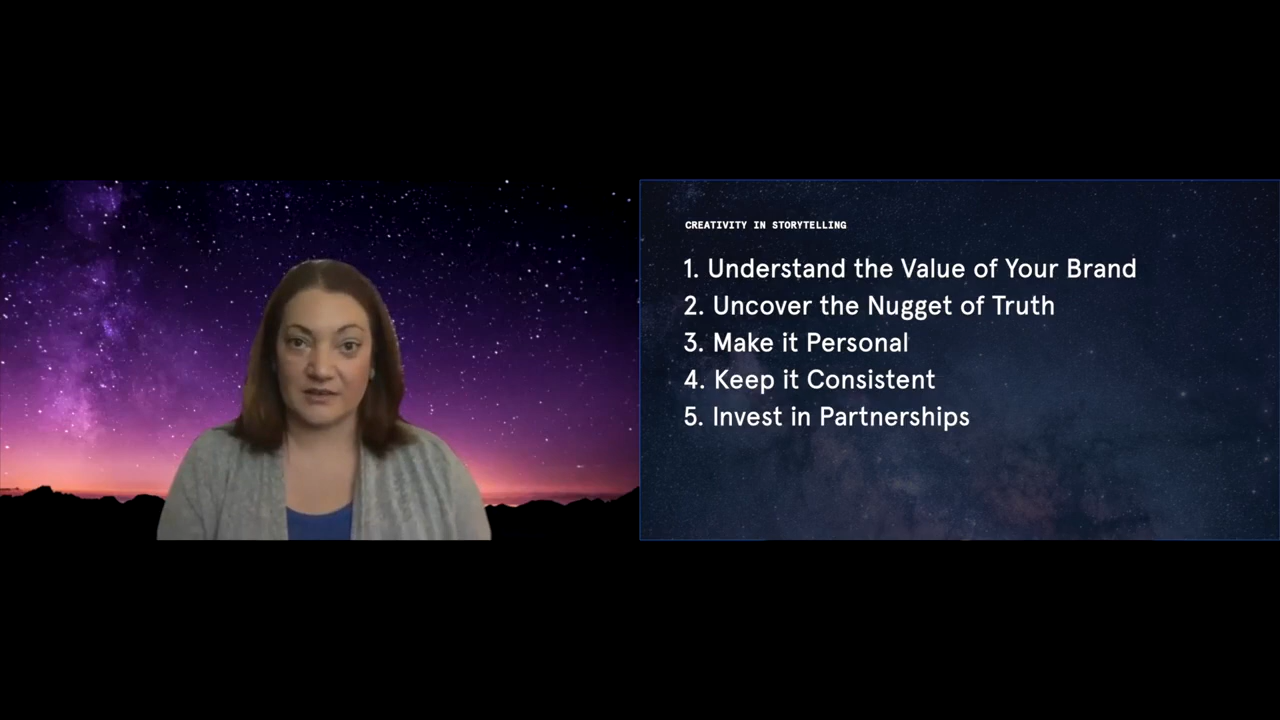 CREATIVITY IN STORYTELLING
1. Understand the Value of Your Brand
2. Uncover the Nugget of Truth
3. Make it Personal
4. Keep it Consistent
5. Invest in Partnerships